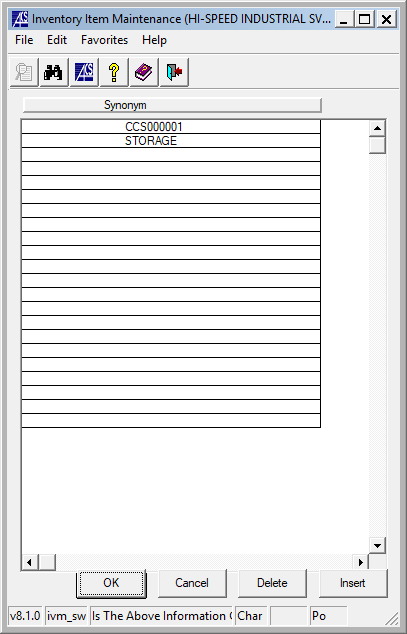 Inventory Item Maintenance (HI-SPEED INDUSTRIAL SV...
File Edit Favorites Help
Synonym
CCS000001
STORAGE
OK Cancel Delete Insert
v8.1.0 ivm_sw Is The Above Information Char Po